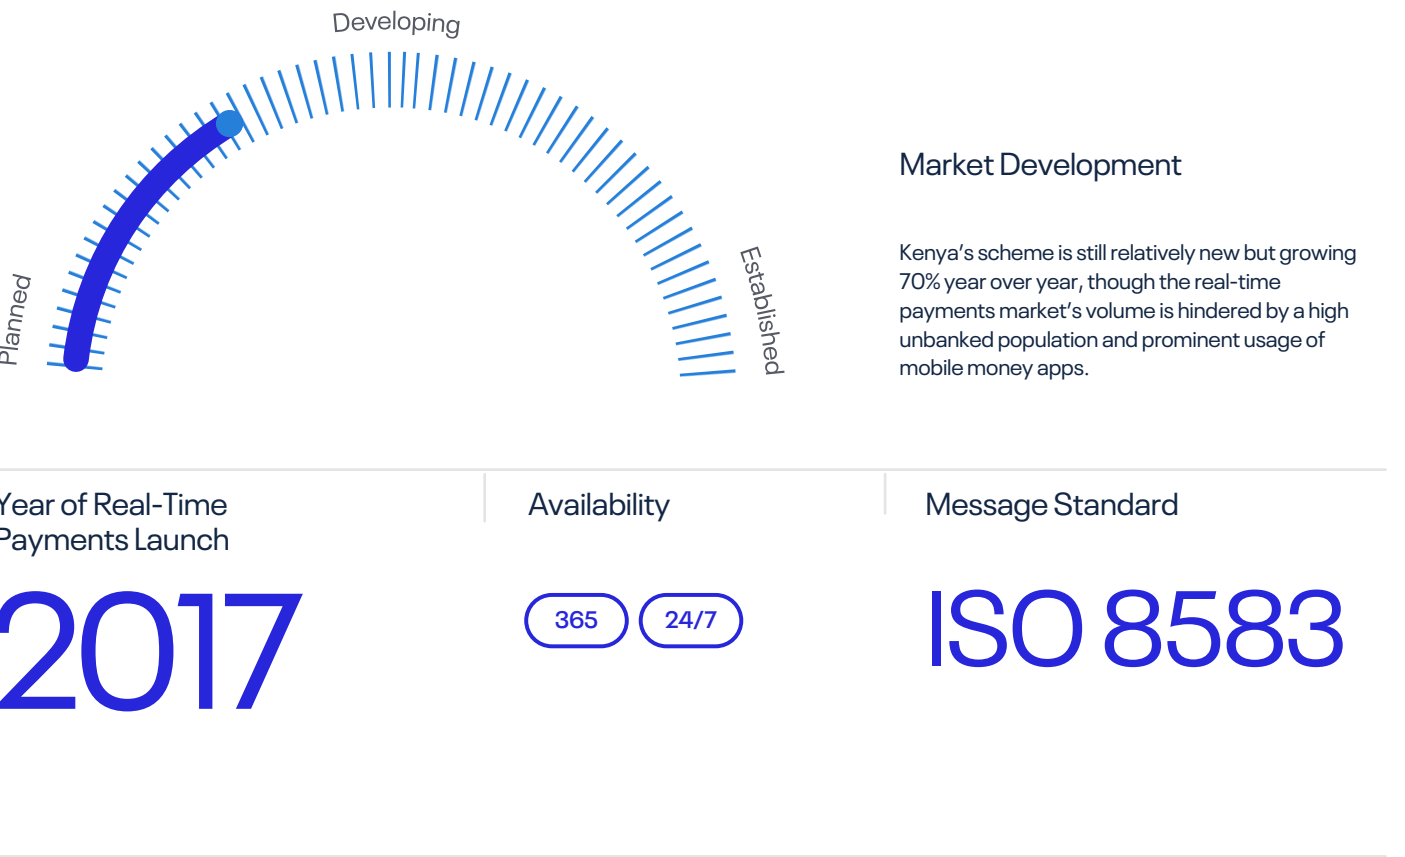 Developing
Planned
Established
Market Development
Kenya’s scheme is still relatively new but growing
70% year over year, though the real-time
payments market’s volume is hindered by a high
unbanked population and prominent usage of
mobile money apps.
Year of Real-Time
Payments Launch
2017
Availability
365 24/7
Message Standard
ISO 8583